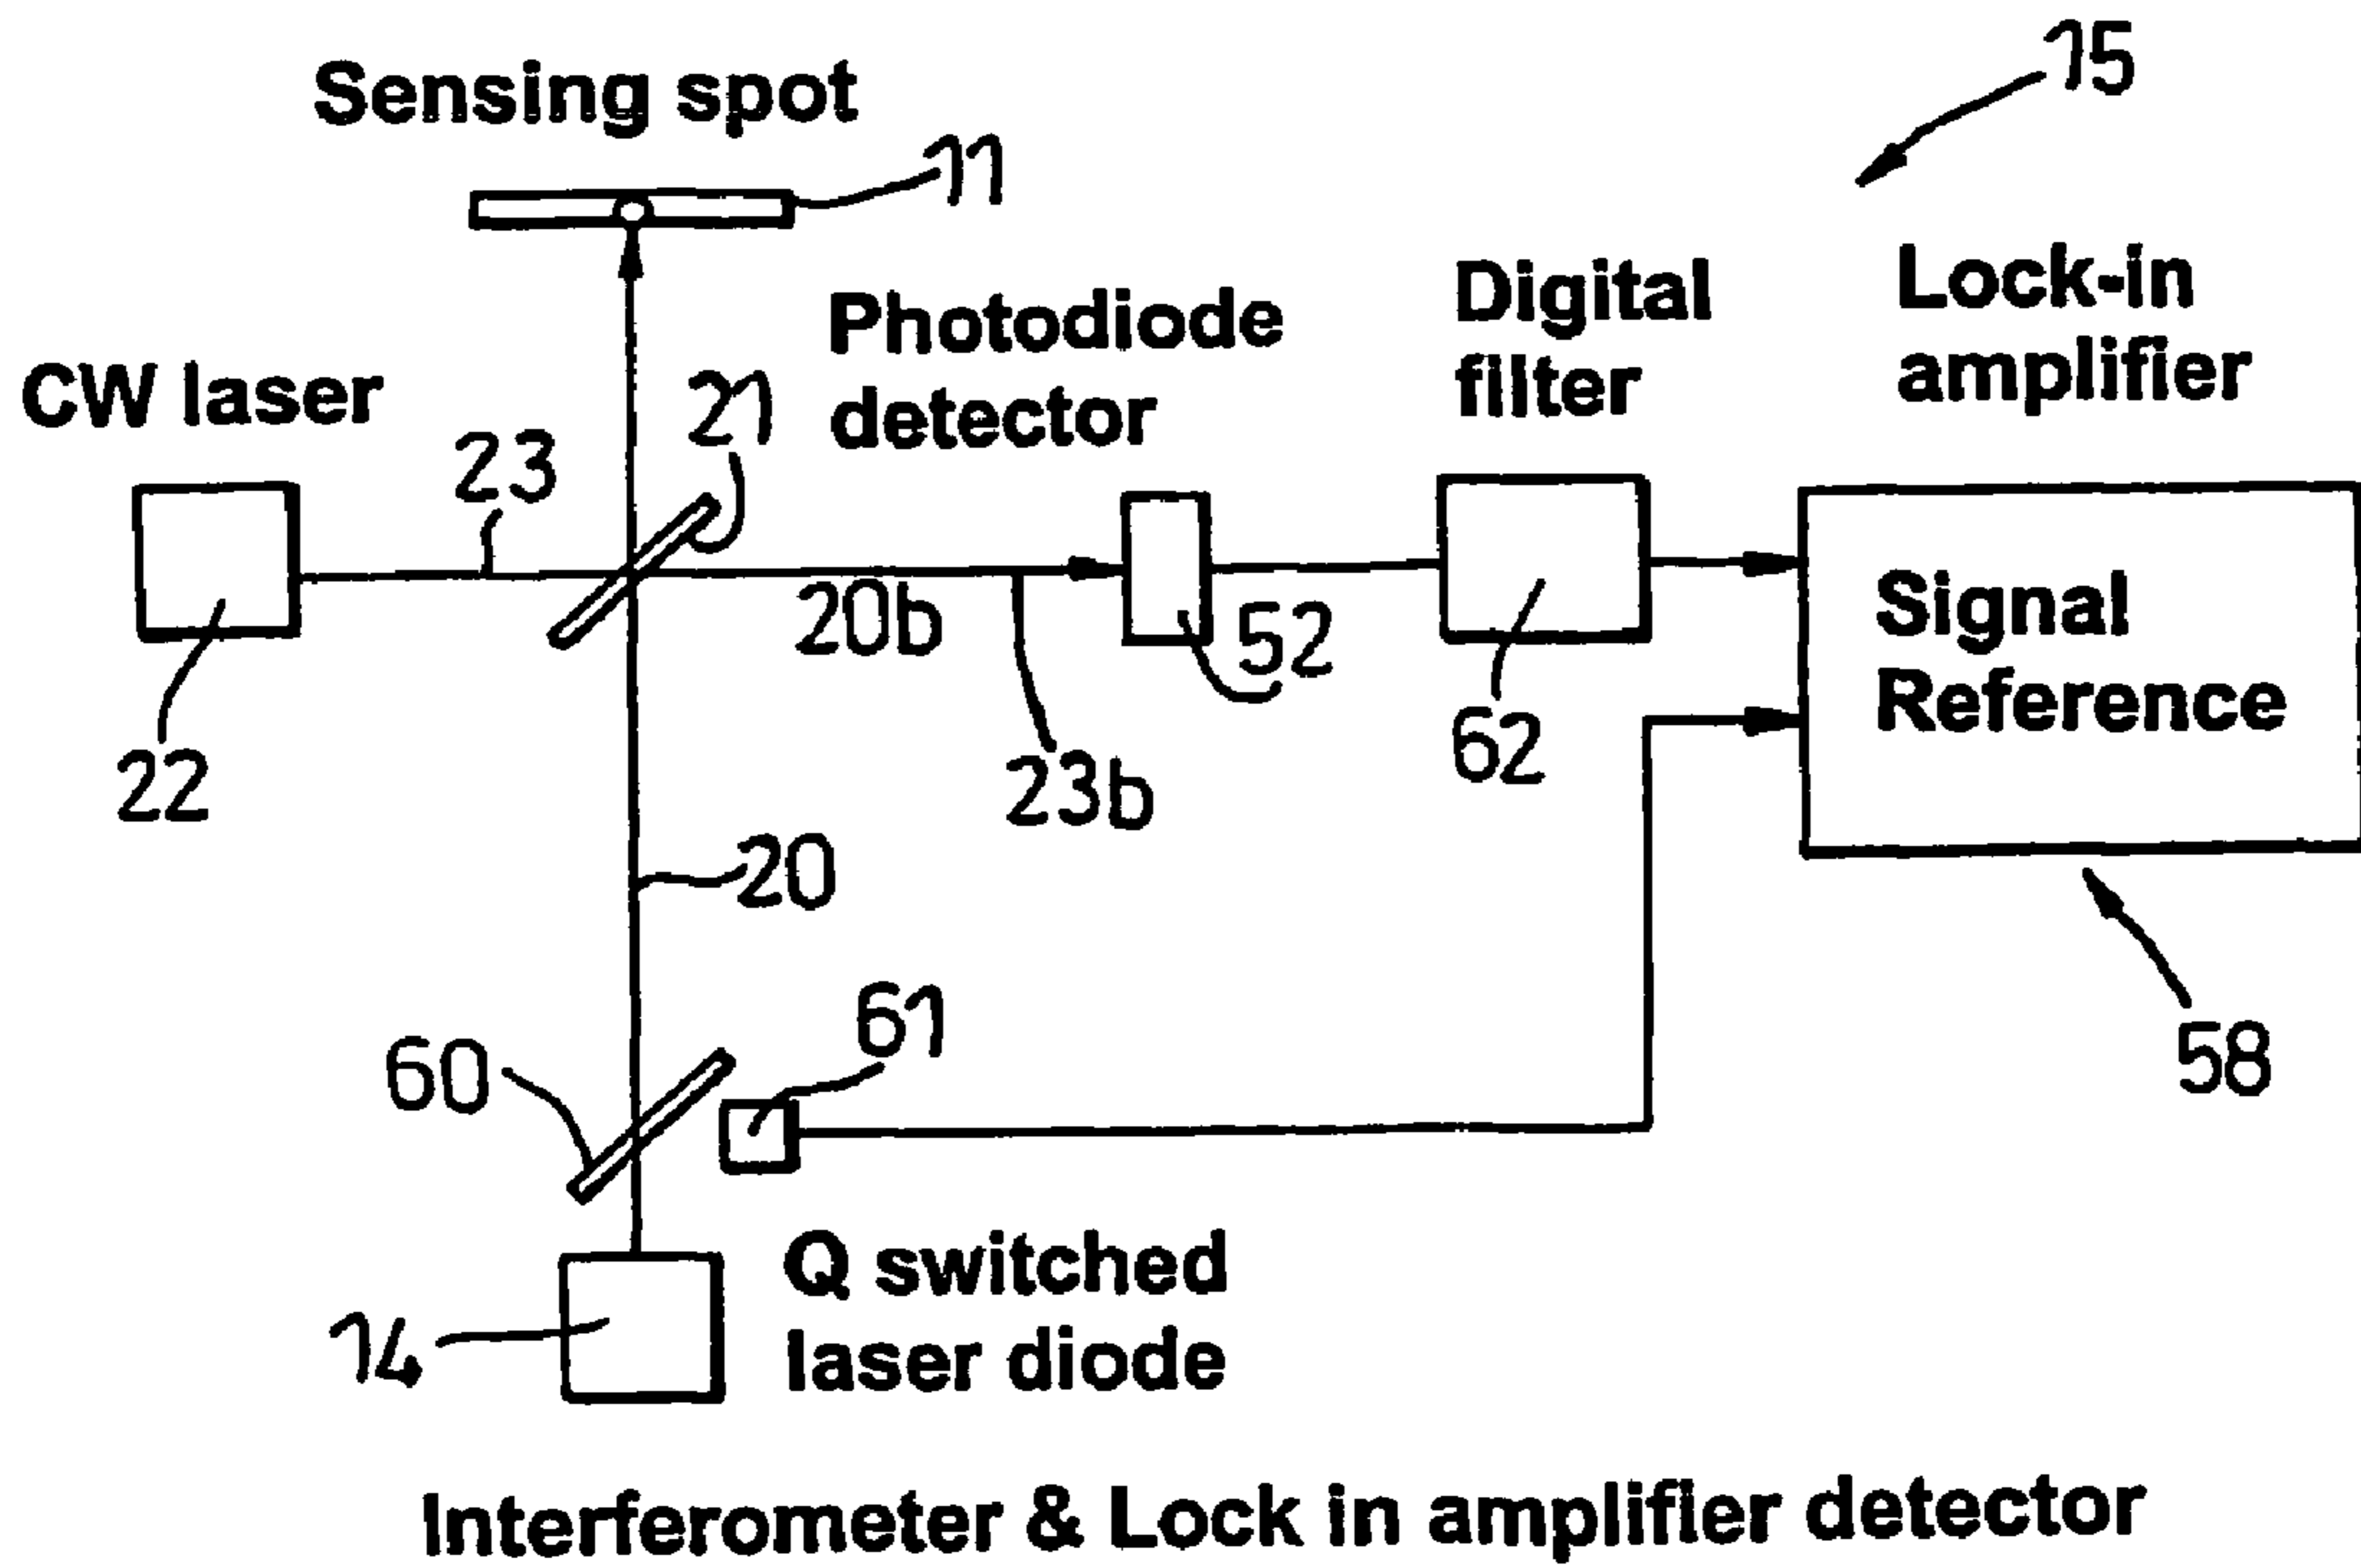 15
Sensing spot
11
Lock-in
amplifier
Digital
filter
Photodiode
detector
CW laser
21
23
20b
52
Signal
Reference
62
22
23b
20
61
60
58
14
Q switched
laser diode
Interferometer & Lock in amplifier detector